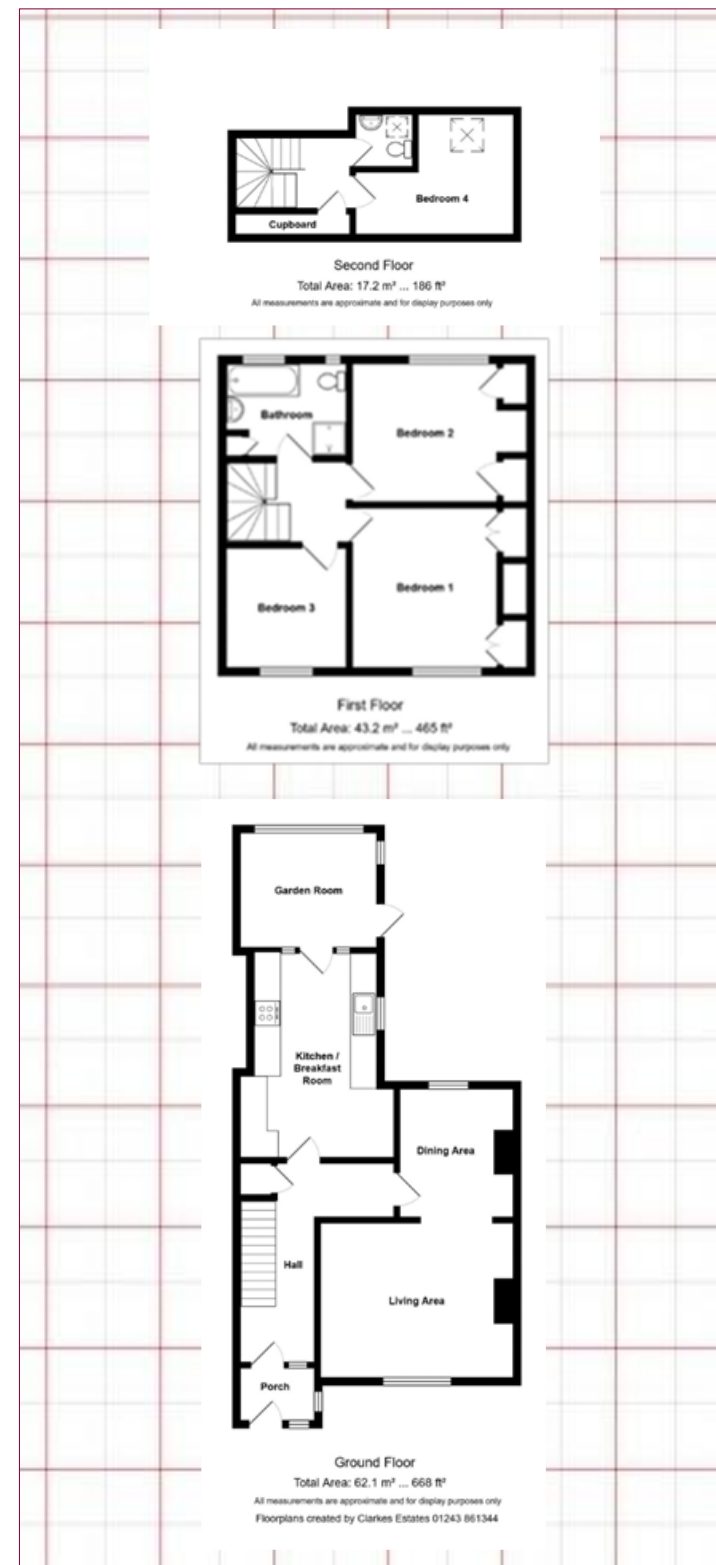 Bedroom 4
Cupboard
Second Floor
Total Area: 17.2 m² ... 186 ft²
All measurements are approximate and for display purposes only
Bathroom
Bedroom 2
Bedroom 1
Bedroom 3
First Floor
Total Area: 43.2 m² ... 465 ft²
All measurements are approximate and for display purposes only
Garden Room
Kitchen /
Breakfast
Room
Dining Area
Hall
Living Area
Porch
Ground Floor
Total Area: 62.1 m² ... 668 ft²
All measurements are approximate and for display purposes only
Floorplans created by Clarkes Estates 01243 861344